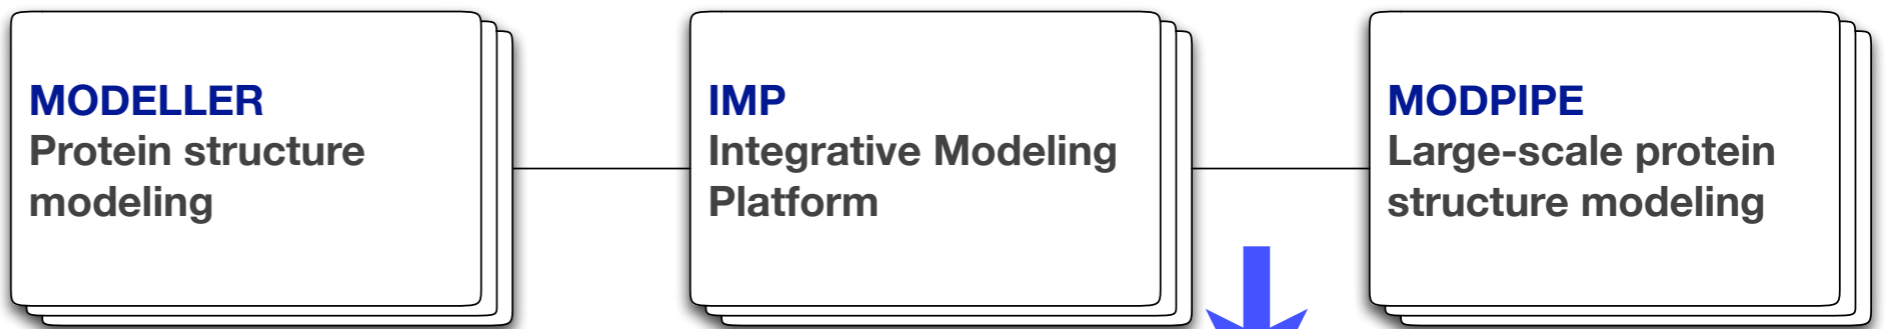 MODELLER
Protein structure
modeling
IMP
Integrative Modeling
Platform
MODPIPE
Large-scale protein
structure modeling